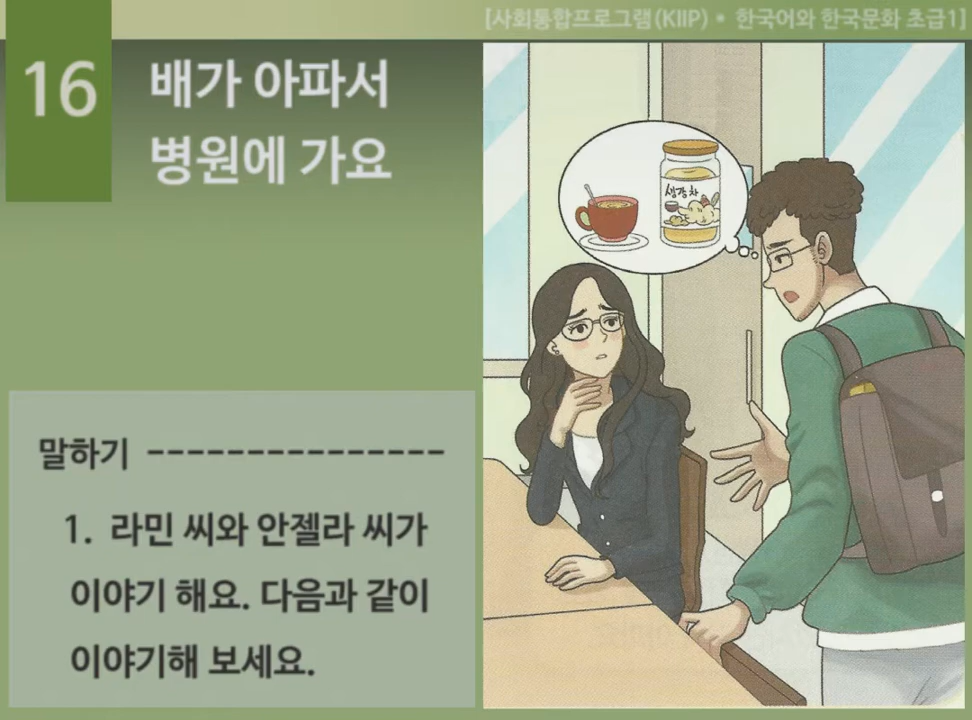 [사회통합프로그램(KIIP) • 한국어와 한국문화 초급1]
16
배가 아파서
병원에 가요
생강차
말하기 ---------------
1. 라민 씨와 안젤라 씨가
이야기 해요. 다음과 같이
이야기해 보세요.